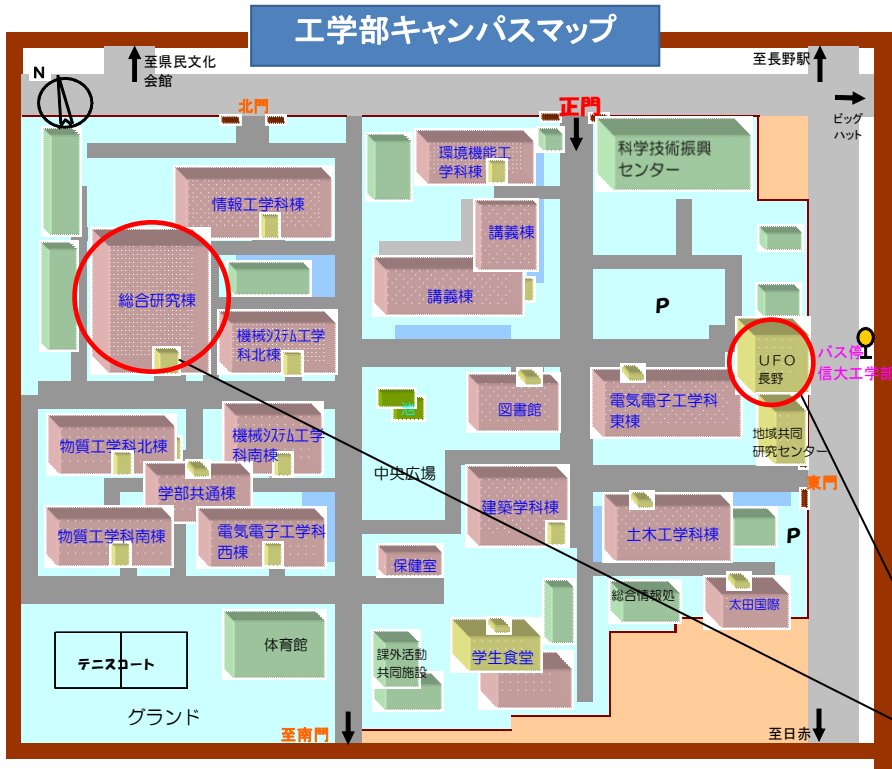 工学部キャンパスマップ
至県民文化
会館
至長野駅
N
北門
正門
ビッグ
ハット
環境機能工
学科棟
科学技術振興
センター
情報工学科棟
講義棟
総合研究棟
講義棟
P
機械システム工学
科北棟
UFO
長野
バス停
信大工学部
池
図書館
電気電子工学科
東棟
物質工学科北棟
機械システム工学
科南棟
地域共同
研究センター
中央広場
学部共通棟
東門
建築学科棟
物質工学科南棟
電気電子工学科
西棟
土木工学科棟
P
保健室
総合情報処
太田国際
体育館
課外活動
共同施設
学生食堂
テニスコート
グランド
至南門
至日赤